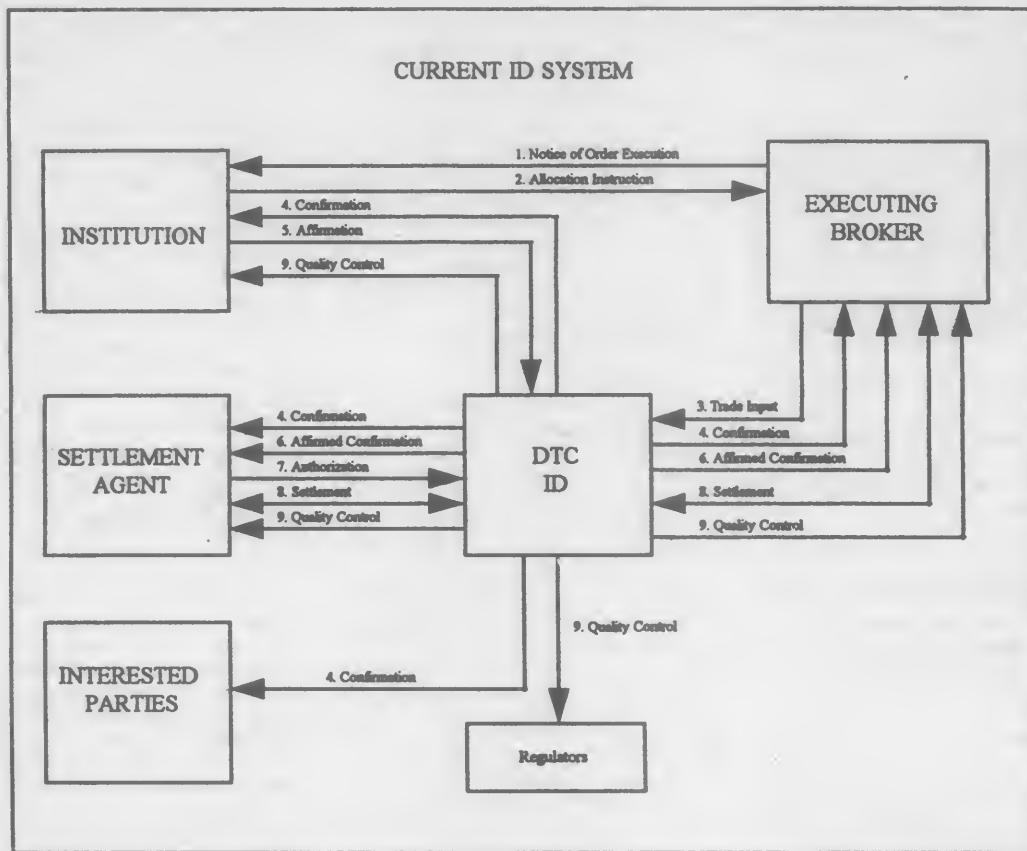 CURRENT ID SYSTEM
1. Notice of Order Execution
2. Allocation Instruction
4. Confirmation
5. Affirmation
9. Quality Control
INSTITUTION
EXECUTING
BROKER
3. Trade Input
4. Confirmation
6. Affirmed Confirmation
8. Settlement
9. Quality Control
4. Confirmation
6. Affirmed Confirmation
7. Authorization
8. Settlement
9. Quality Control
SETTLEMENT
AGENT
DTC
ID
9. Quality Control
4. Confirmation
INTERESTED
PARTIES
Regulators